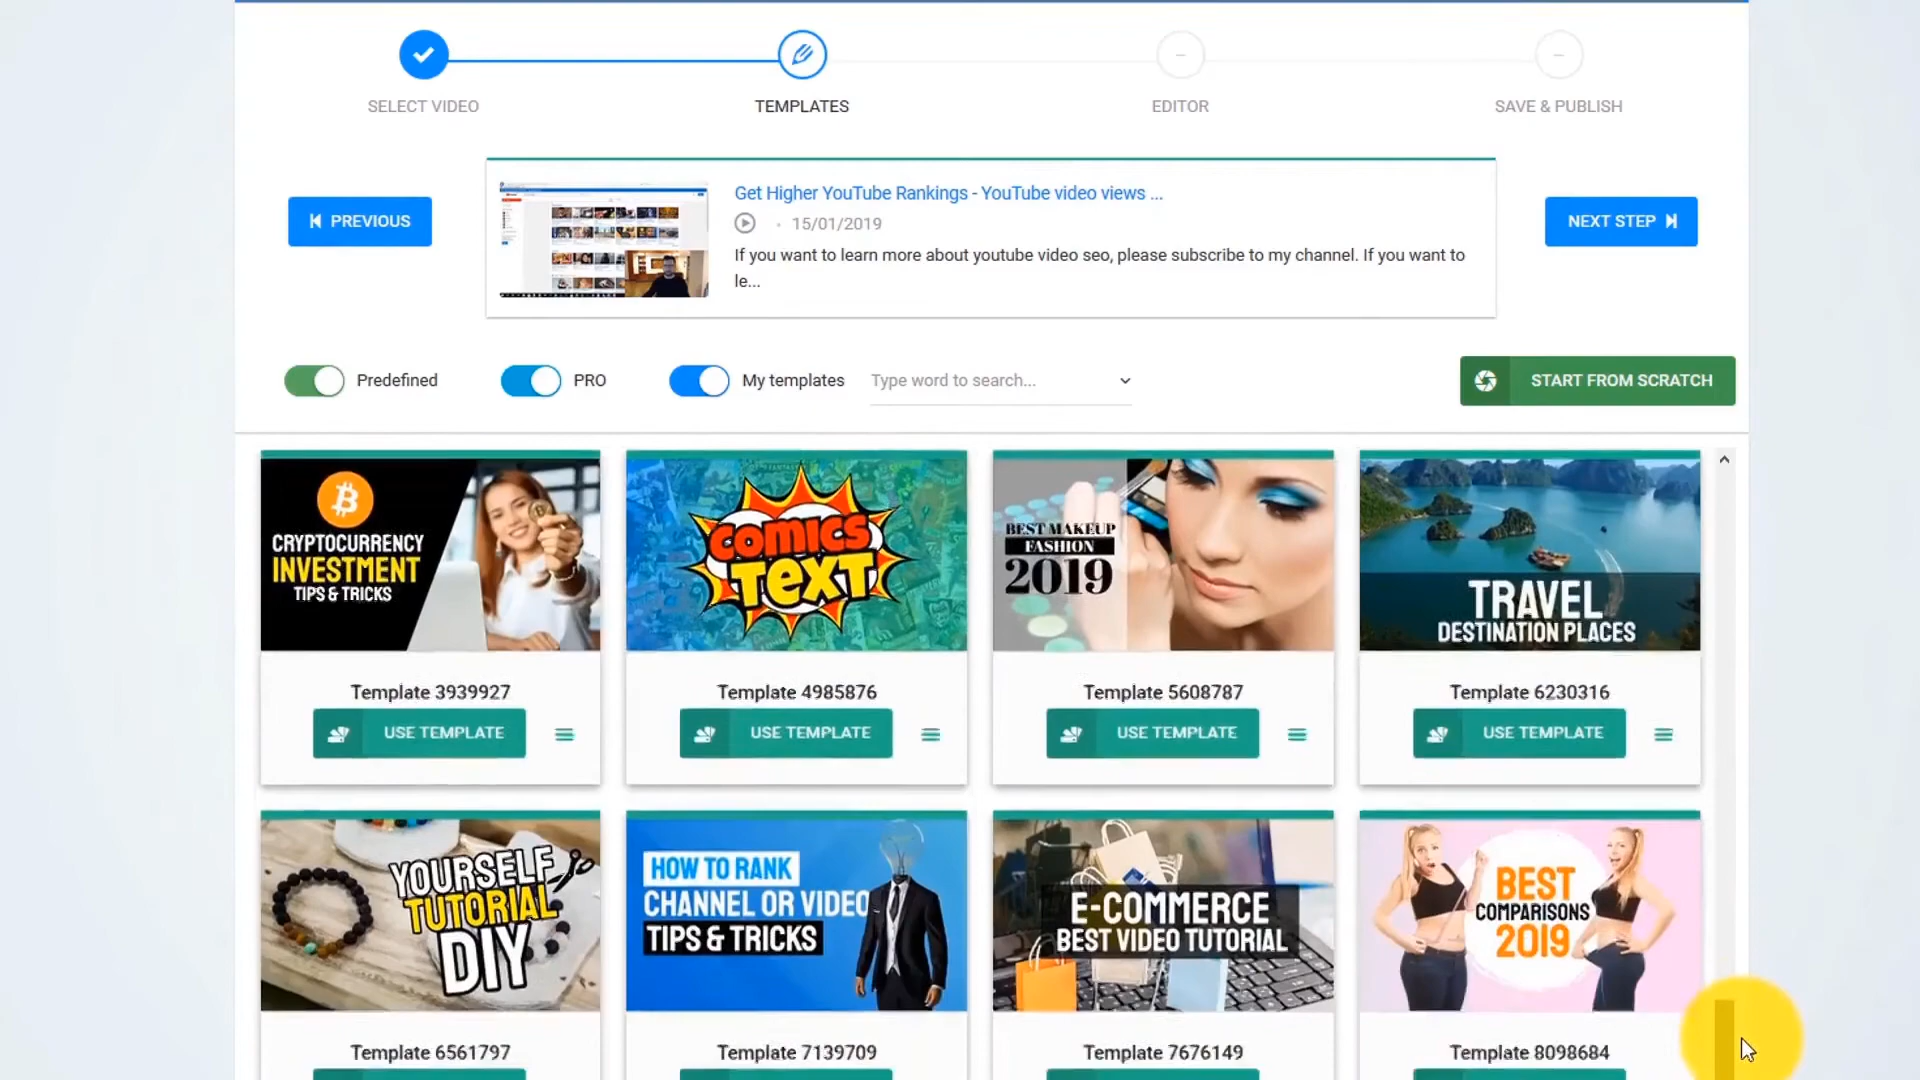 SELECT VIDEO
TEMPLATES
EDITOR
SAVE & PUBLISH
PREVIOUS
Get Higher YouTube Rankings - YouTube video views ...
15/01/2019
If you want to learn more about youtube video seo, please subscribe to my channel. If you want to
le...
NEXT STEP
Predefined
PRO
My templates
Type word to search...
START FROM SCRATCH
CRYPTOCURRENCY
INVESTMENT
TIPS & TRICKS
COMICS
TEXT
BEST MAKEUP
FASHION
2019
TRAVEL
DESTINATION PLACES
Template 3939927
Template 4985876
Template 5608787
Template 6230316
USE TEMPLATE
USE TEMPLATE
USE TEMPLATE
USE TEMPLATE
YOURSELF
TUTORIAL
DIY
HOW TO RANK
CHANNEL OR VIDEO
TIPS & TRICKS
E-COMMERCE
BEST VIDEO TUTORIAL
BEST
COMPARISONS
2019
Template 6561797
Template 7139709
Template 7676149
Template 8098684